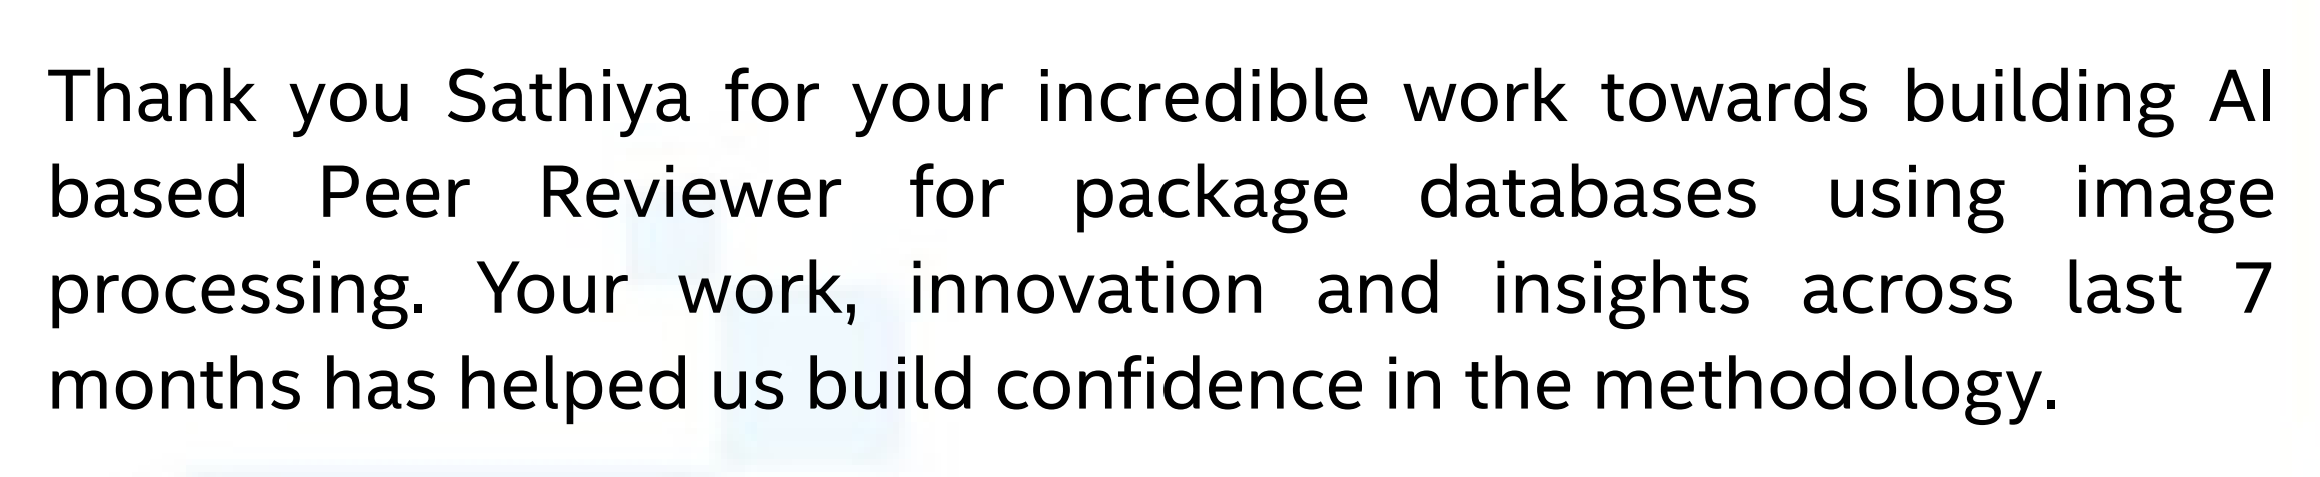 Thank you Sathiya for your incredible work towards building AI
based Peer Reviewer for package databases using image
processing. Your work, innovation and insights across last 7
months has helped us build confidence in the methodology.